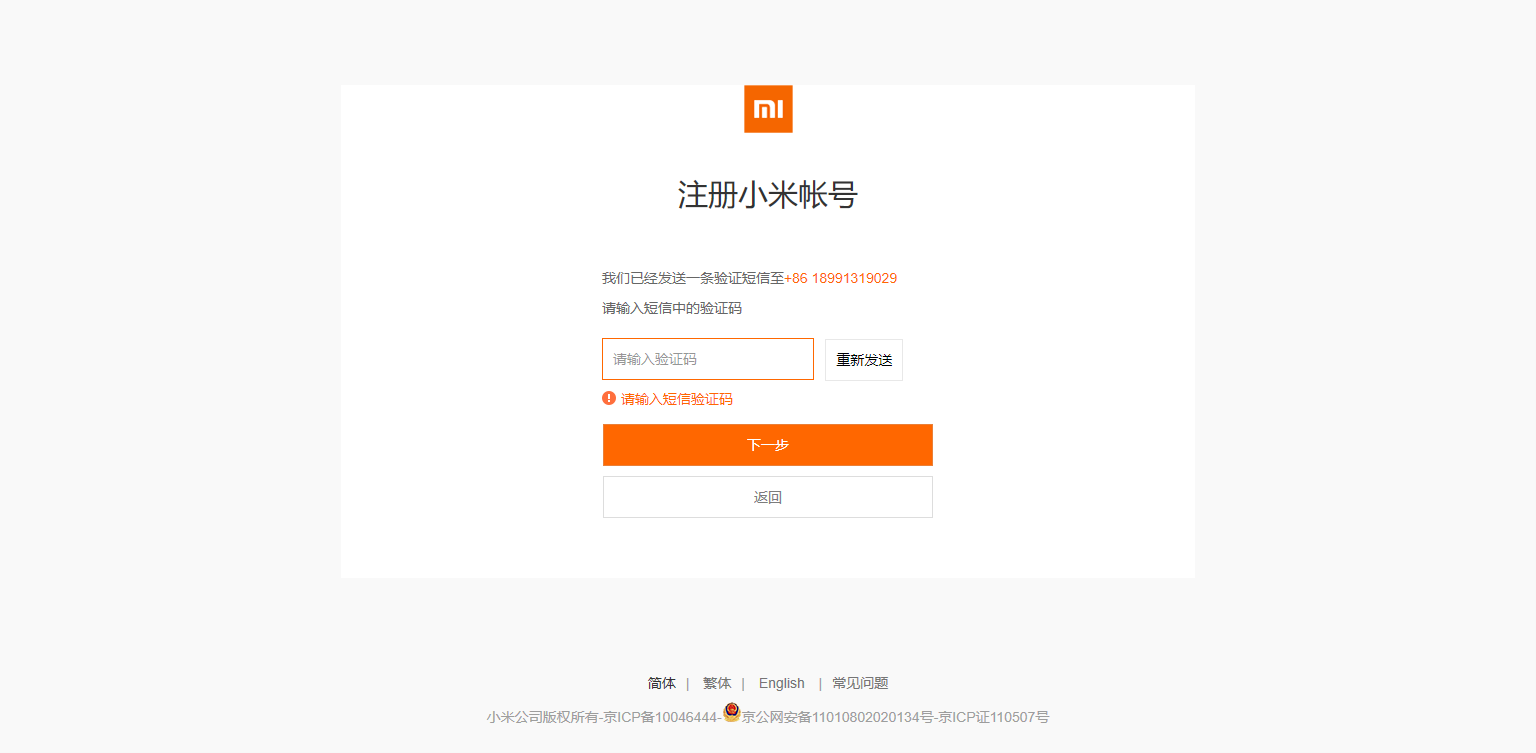 mi
注册小米帐号
我们已经发送一条验证短信至+86 18991319029
请输入短信中的验证码
请输入验证码 重新发送
请输入短信验证码
下一步
返回
简体 | 繁体 | English | 常见问题
小米公司版权所有-京ICP备10046444-京公网安备11010802020134号-京ICP证110507号